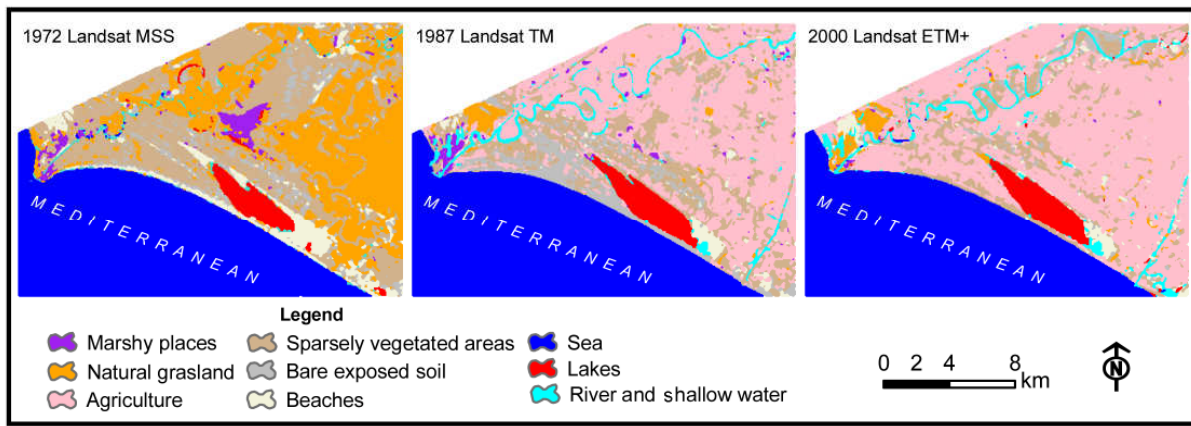 1972 Landsat MSS
1987 Landsat TM
2000 Landsat ETM+
MEDITERRANEAN
MEDITERRANEAN
MEDITERRANEAN
Legend
Marshy places
Sparsely vegetated areas
Sea
Natural grasland
Bare exposed soil
Lakes
Agriculture
Beaches
River and shallow water
0 2 4 8
km
N